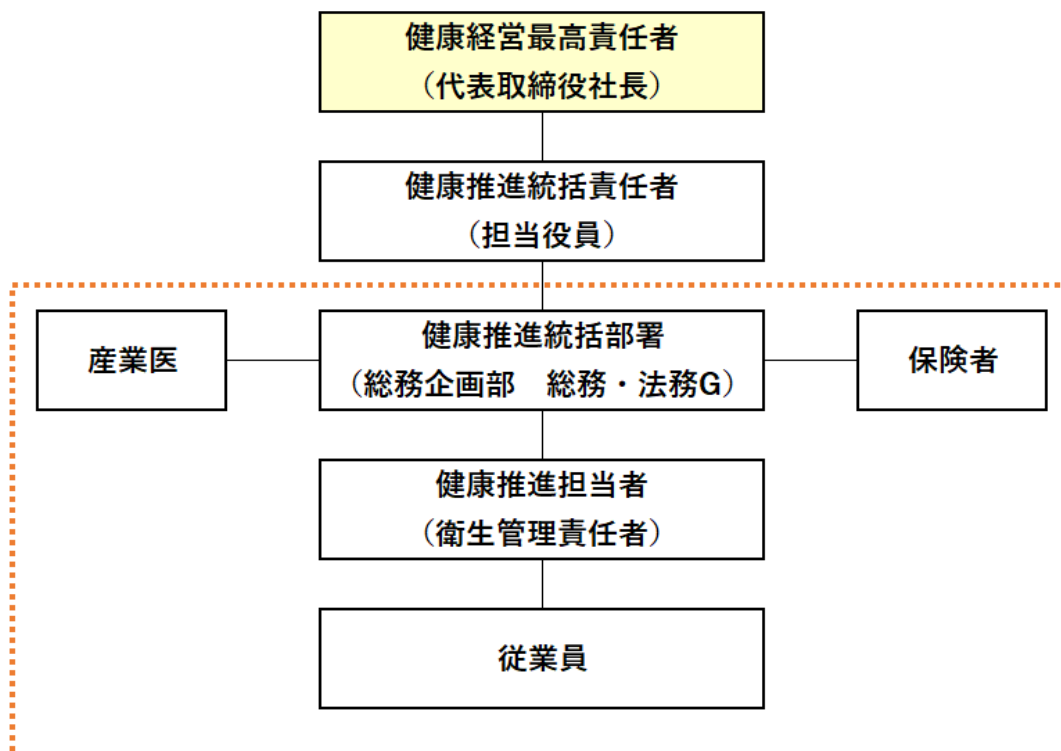 健康経営最高責任者
（代表取締役社長）
健康推進統括責任者
（担当役員）
産業医
健康推進統括部署
（総務企画部　総務・法務G）
保険者
健康推進担当者
（衛生管理責任者）
従業員